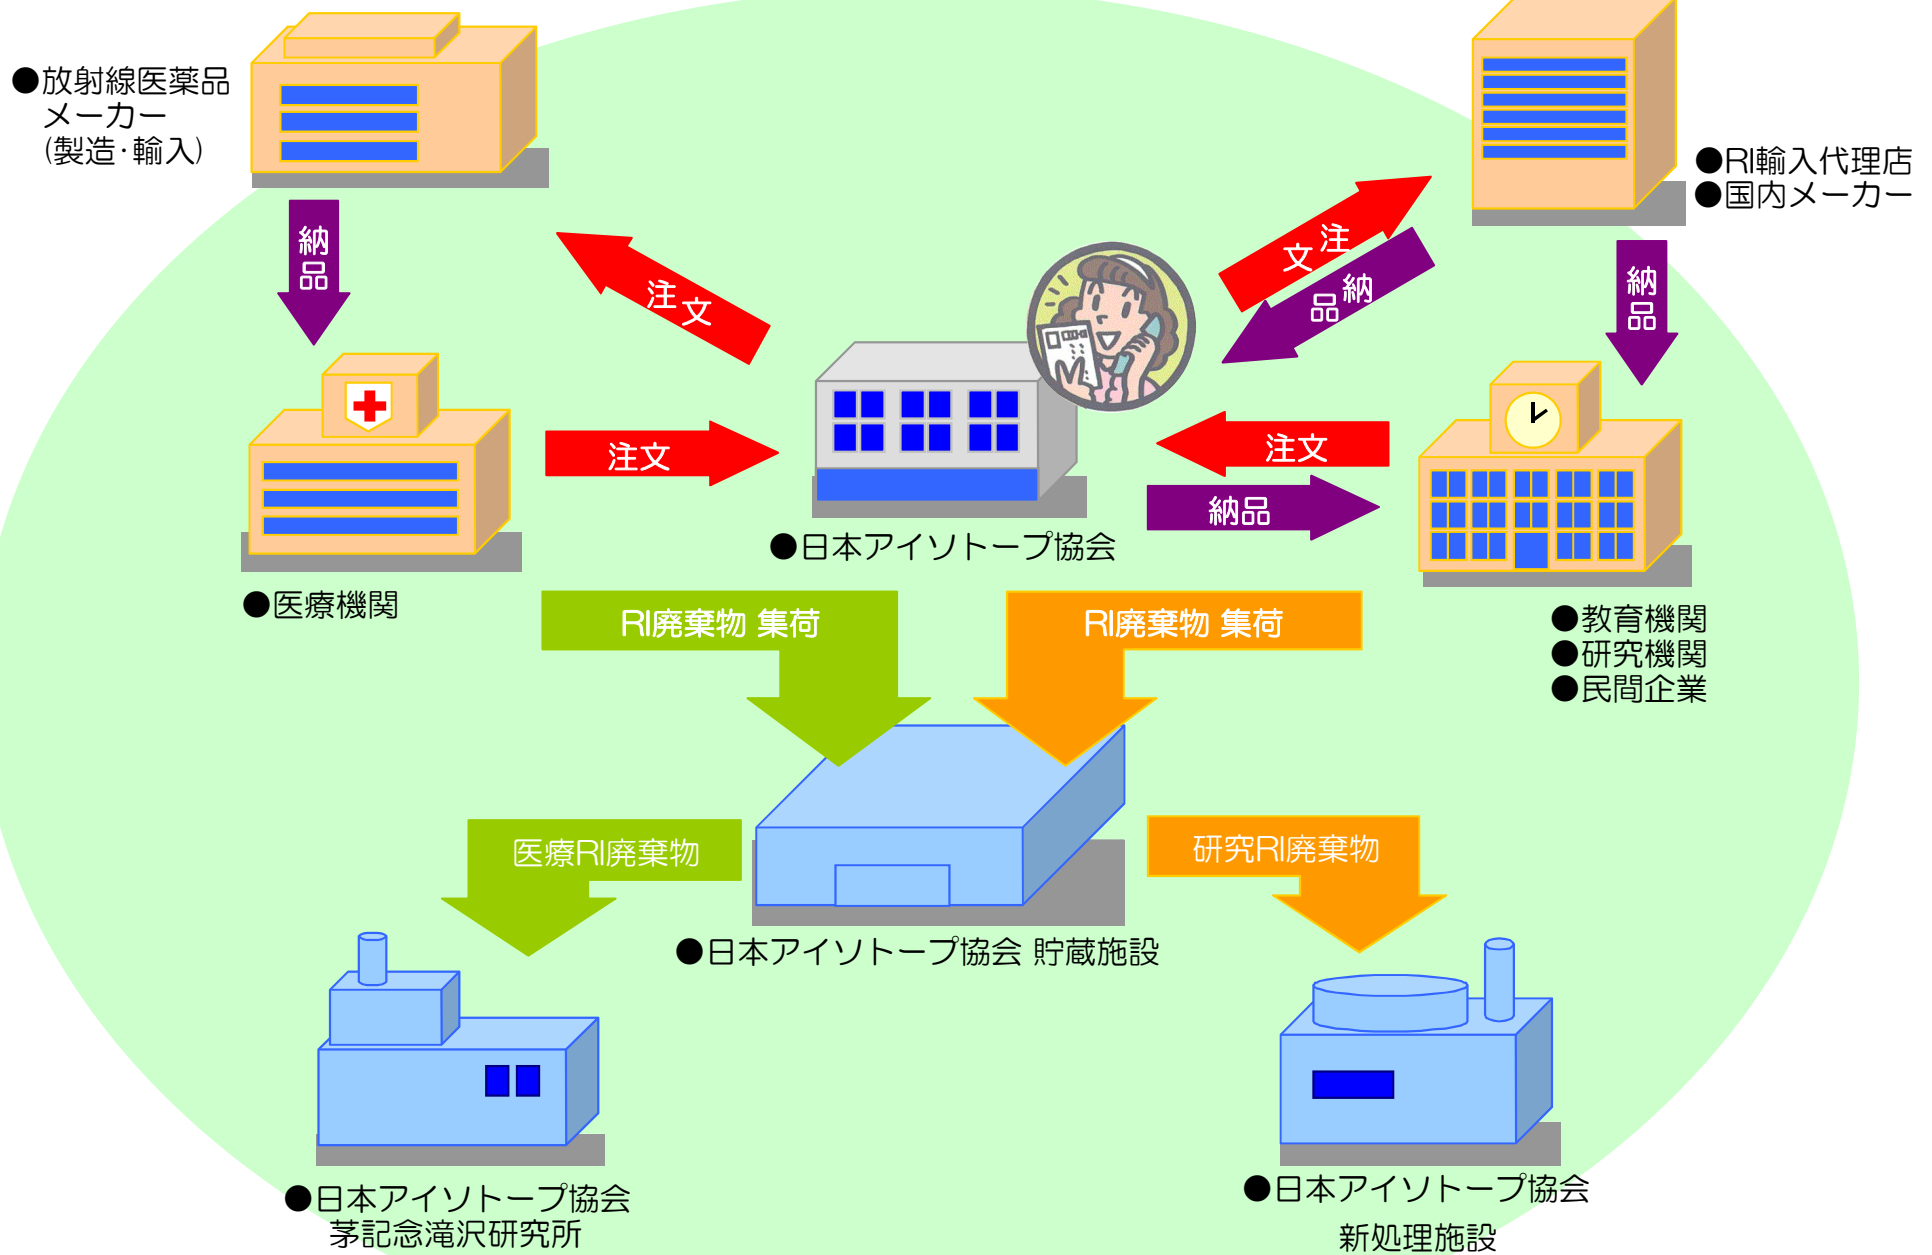 ●放射線医薬品
メーカー
(製造・輸入)
●RI輸入代理店
●国内メーカー
納品
注文
注文
納品
納品
注文
注文
納品
●日本アイソトープ協会
●医療機関
RI廃棄物 集荷
RI廃棄物 集荷
●教育機関
●研究機関
●民間企業
医療RI廃棄物
研究RI廃棄物
●日本アイソトープ協会 貯蔵施設
●日本アイソトープ協会
茅記念滝沢研究所
●日本アイソトープ協会
新処理施設